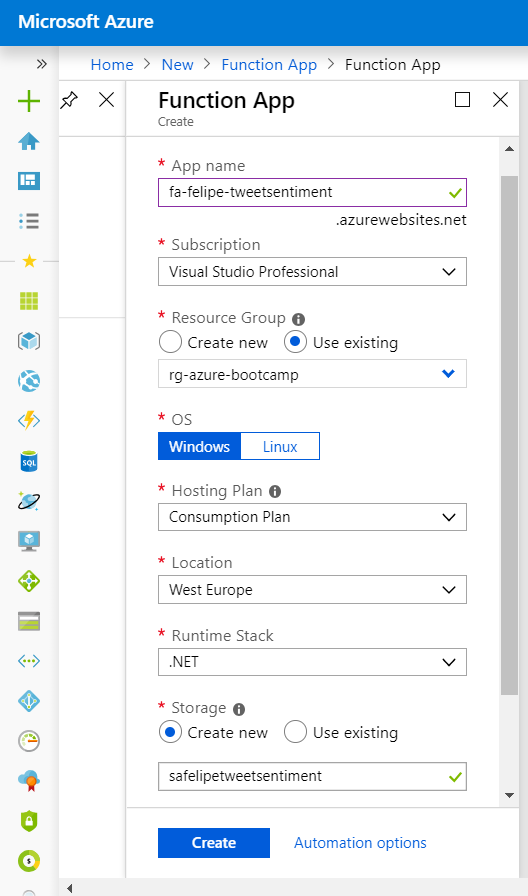 Microsoft Azure
Home > New > Function App > Function App
Function App
Create
* App name
fa-felipe-tweetsentiment
.azurewebsites.net
* Subscription
Visual Studio Professional
* Resource Group
Create new Use existing
rg-azure-bootcamp
* OS
Windows Linux
* Hosting Plan
Consumption Plan
* Location
West Europe
* Runtime Stack
.NET
* Storage
Create new Use existing
safelipetweetsentiment
Create Automation options
SQL